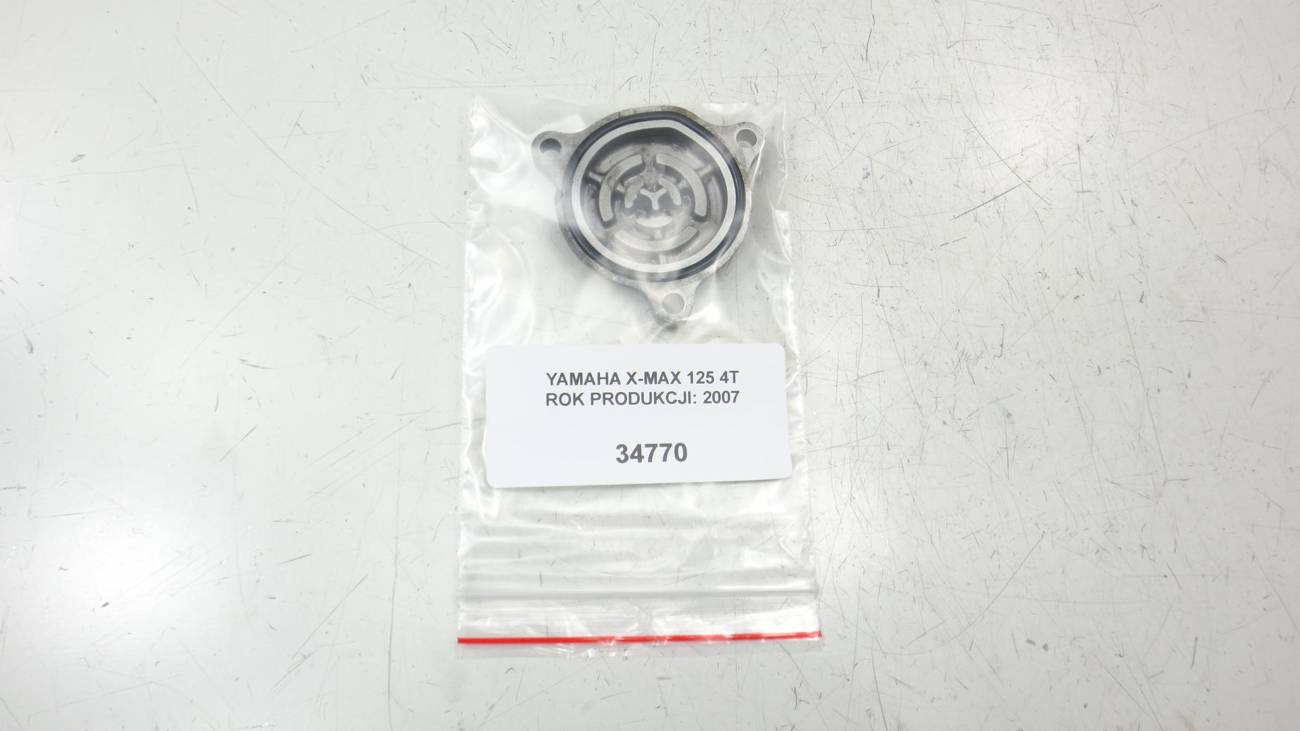 YAMAHA X-MAX 125 4T
ROK PRODUKCJI: 2007
34770